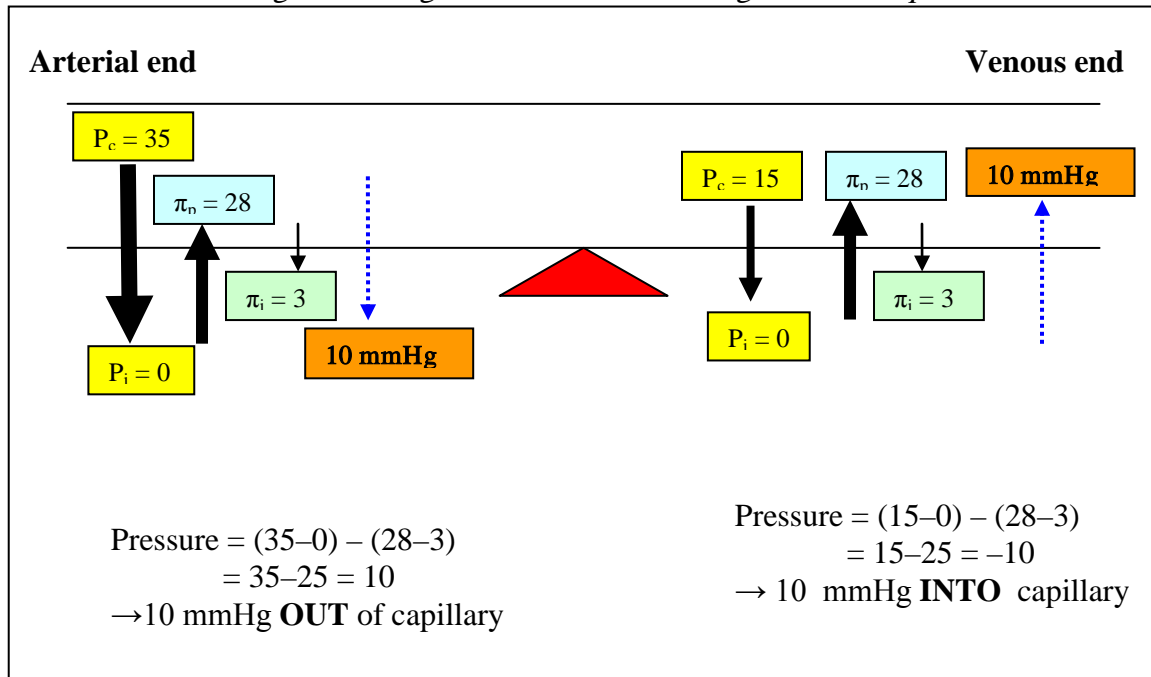 Arterial end
Venous end
P_c = 35
π_p = 28
π_i = 3
P_i = 0
10 mmHg
P_c = 15
π_p = 28
10 mmHg
π_i = 3
P_i = 0
Pressure = (35–0) – (28–3)
= 35–25 = 10
→10 mmHg OUT of capillary
Pressure = (15–0) – (28–3)
= 15–25 = –10
→ 10 mmHg INTO capillary